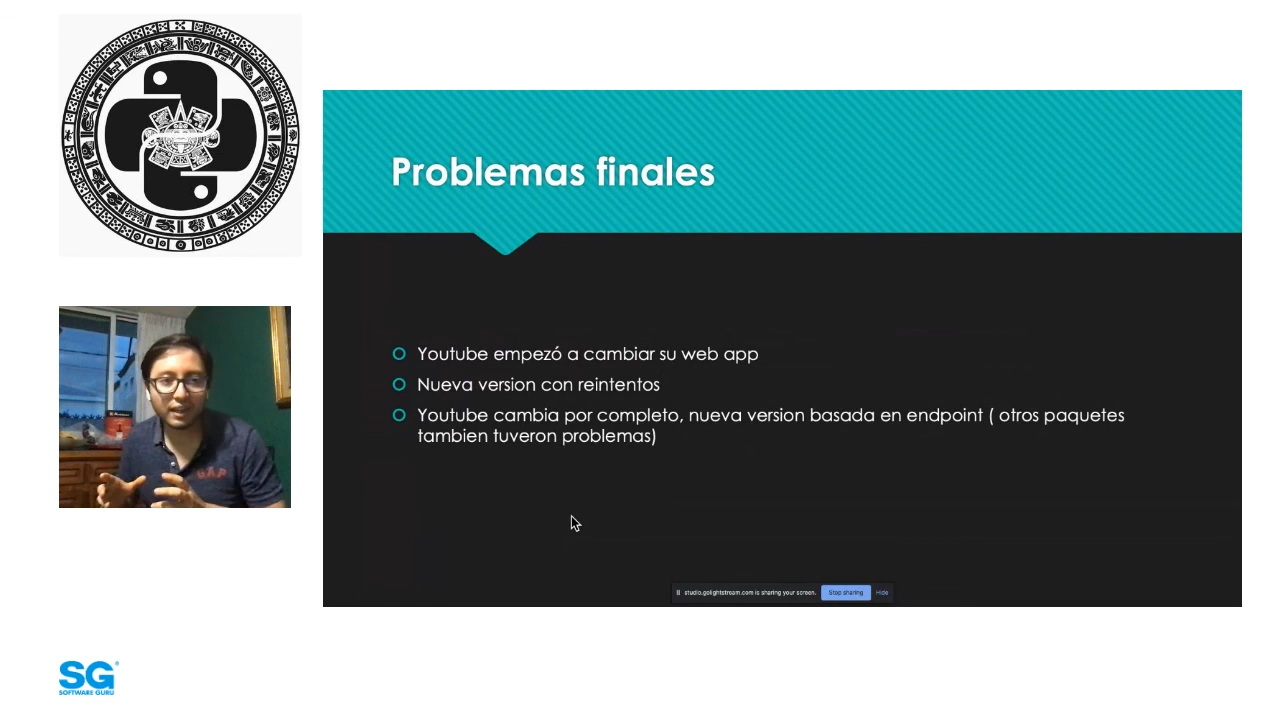 Problemas finales
Youtube empezó a cambiar su web app
Nueva version con reintentos
Youtube cambia por completo, nueva version basada en endpoint ( otros paquetes
tambien tuveron problemas)
GAP
studio.golightstream.com is sharing your screen.
Stop sharing
Hide
SG
SOFTWARE GURU